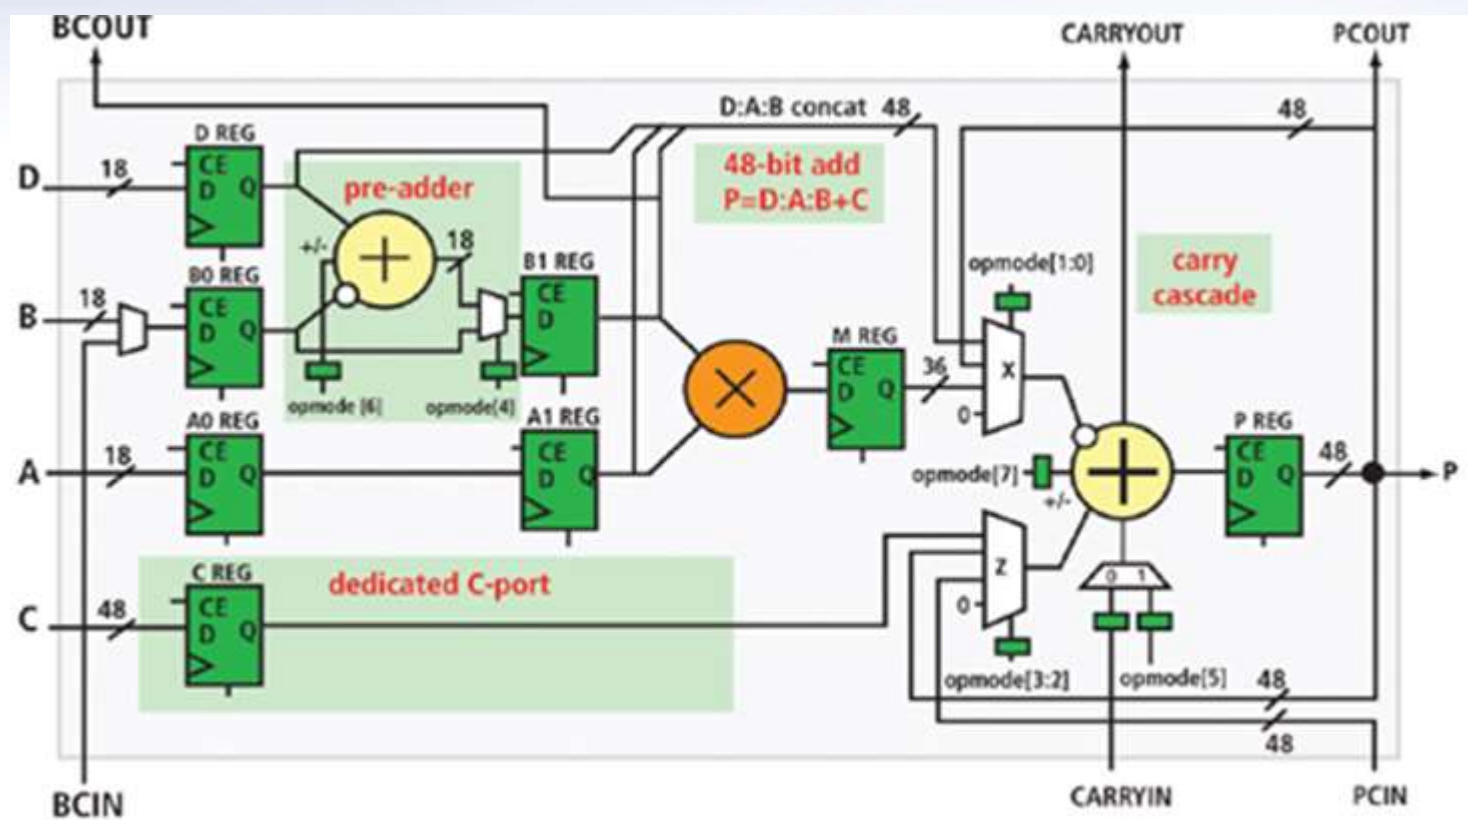 BCOUT
CARRYOUT
PCOUT
D:A:B concat 48
48
D REG
CE
D Q
D
18
pre-adder
+/-
18
48-bit add
P=D:A:B+C
B0 REG
CE
D Q
B
18
B1 REG
CE
D
opmode [6]
opmode[4]
opmode[1:0]
carry
cascade
M REG
CE
D Q
36
X
0
A0 REG
CE
D Q
A
18
A1 REG
CE
D Q
opmode[7]
+/-
P REG
CE
D Q
48
P
C REG
CE
D Q
C
48
dedicated C-port
Z
0
0 1
opmode[3:2]
opmode[5]
48
48
BCIN
CARRYIN
PCIN